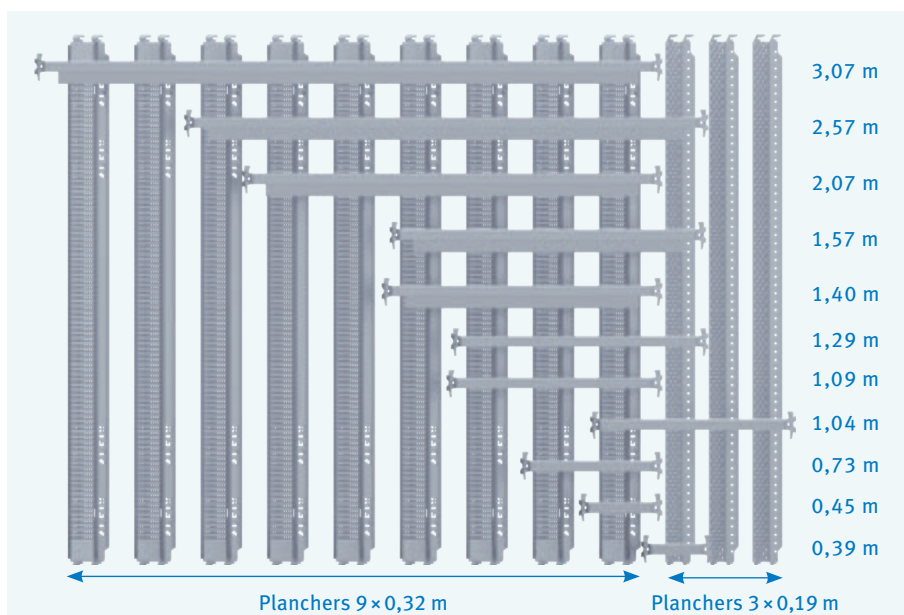 3,07 m
2,57 m
2,07 m
1,57 m
1,40 m
1,29 m
1,09 m
1,04 m
0,73 m
0,45 m
0,39 m
Planchers 9 × 0,32 m
Planchers 3 × 0,19 m